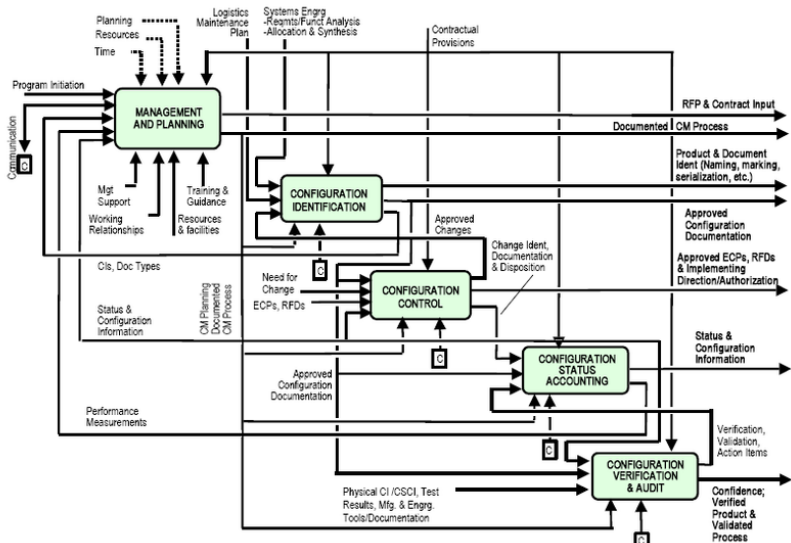 Planning
Resources
Time
Logistics
Maintenance
Plan
Systems Engrg
-Reqmts/Funct Analysis
-Allocation & Synthesis
Contractual
Provisions
Program Initiation
Communication
C
MANAGEMENT
AND PLANNING
RFP & Contract Input
Documented CM Process
Mgt
Support
Working
Relationships
Training &
Guidance
Resources
& facilities
Product & Document
Ident (Naming, marking,
serialization, etc.)
CONFIGURATION
IDENTIFICATION
Approved
Configuration
Documentation
Approved
Changes
C
CIs, Doc Types
Change Ident,
Documentation
& Disposition
Approved ECPs, RFDs
& Implementing
Direction/Authorization
Need for
Change
ECPs, RFDs
CONFIGURATION
CONTROL
CM Planning
Documented
CM Process
Status &
Configuration
Information
C
Status &
Configuration
Information
CONFIGURATION
STATUS
ACCOUNTING
Approved
Configuration
Documentation
Performance
Measurements
C
Verification,
Validation,
Action Items
CONFIGURATION
VERIFICATION
& AUDIT
Physical CI /CSCI, Test
Results, Mfg. & Engrg.
Tools/Documentation
Confidence;
Verified
Product &
Validated
Process
C